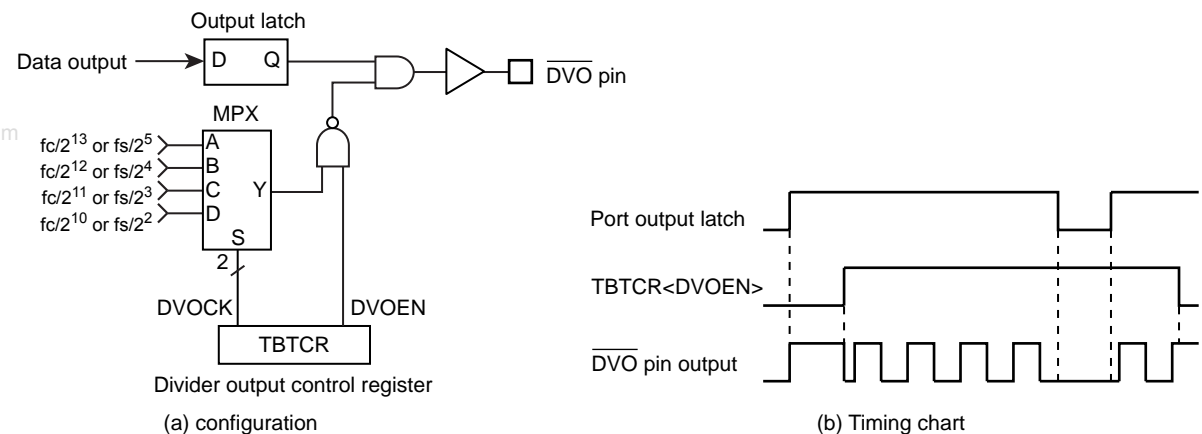 Output latch
Data output
D Q
DVO pin
MPX
m
fc/2^13 or fs/2^5
A
fc/2^12 or fs/2^4
B
fc/2^11 or fs/2^3
C
Y
fc/2^10 or fs/2^2
D
S
2
DVOCK
DVOEN
TBTCR
Divider output control register
(a) configuration
Port output latch
TBTCR<DVOEN>
DVO pin output
(b) Timing chart